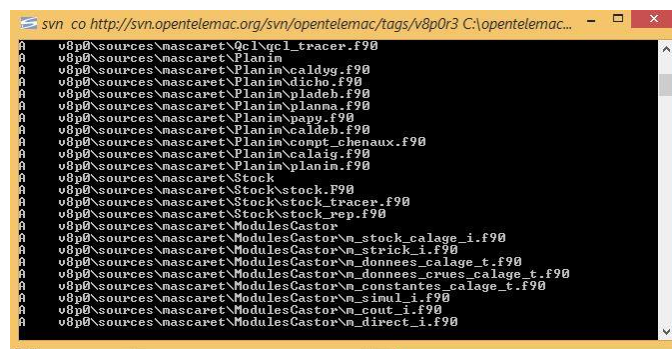 svn co http://svn.opentelemac.org/svn/opentelemac/tags/v8p0r3 C:\opentelemac...
A v8p0\sources\mascaret\Qcl\qcl_tracer.f90
A v8p0\sources\mascaret\Planim
A v8p0\sources\mascaret\Planim\caldyg.f90
A v8p0\sources\mascaret\Planim\dicho.f90
A v8p0\sources\mascaret\Planim\pladeb.f90
A v8p0\sources\mascaret\Planim\planma.f90
A v8p0\sources\mascaret\Planim\papy.f90
A v8p0\sources\mascaret\Planim\caldeb.f90
A v8p0\sources\mascaret\Planim\compt_chenaux.f90
A v8p0\sources\mascaret\Planim\calaig.f90
A v8p0\sources\mascaret\Planim\planim.f90
A v8p0\sources\mascaret\Stock
A v8p0\sources\mascaret\Stock\stock.F90
A v8p0\sources\mascaret\Stock\stock_tracer.f90
A v8p0\sources\mascaret\Stock\stock_rep.f90
A v8p0\sources\mascaret\ModulesCastor
A v8p0\sources\mascaret\ModulesCastor\m_stock_calage_i.f90
A v8p0\sources\mascaret\ModulesCastor\m_strick_i.f90
A v8p0\sources\mascaret\ModulesCastor\m_donnees_calage_t.f90
A v8p0\sources\mascaret\ModulesCastor\m_donnees_crues_calage_t.f90
A v8p0\sources\mascaret\ModulesCastor\m_constantes_calage_t.f90
A v8p0\sources\mascaret\ModulesCastor\m_simul_i.f90
A v8p0\sources\mascaret\ModulesCastor\m_cout_i.f90
A v8p0\sources\mascaret\ModulesCastor\m_direct_i.f90